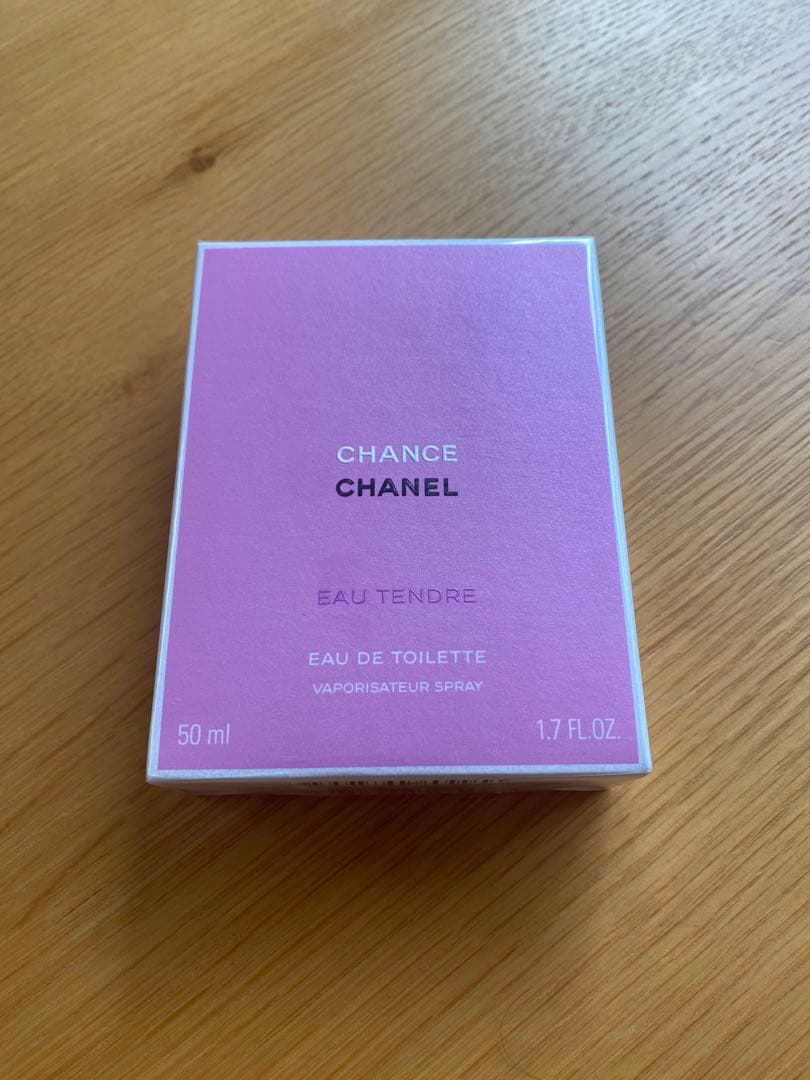 CHANCE
CHANEL
EAU TENDRE
EAU DE TOILETTE
VAPORISATEUR SPRAY
50 ml
1.7 FL.OZ.